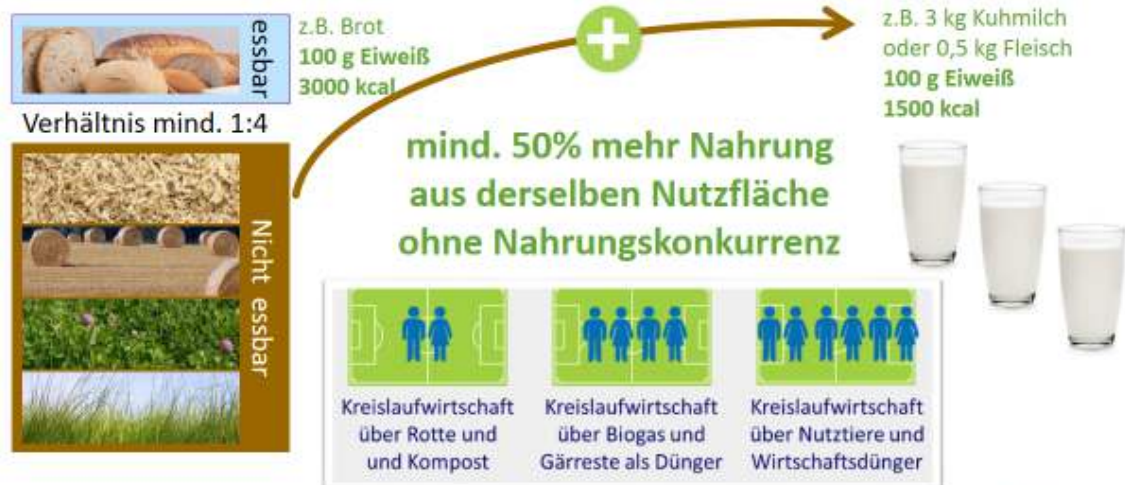 essbar
z.B. Brot
100 g Eiweiß
3000 kcal
z.B. 3 kg Kuhmilch
oder 0,5 kg Fleisch
100 g Eiweiß
1500 kcal
Verhältnis mind. 1:4
Nicht essbar
mind. 50% mehr Nahrung
aus derselben Nutzfläche
ohne Nahrungskonkurrenz
Kreislaufwirtschaft
über Rotte und
und Kompost
Kreislaufwirtschaft
über Biogas und
Gärreste als Dünger
Kreislaufwirtschaft
über Nutztiere und
Wirtschaftsdünger